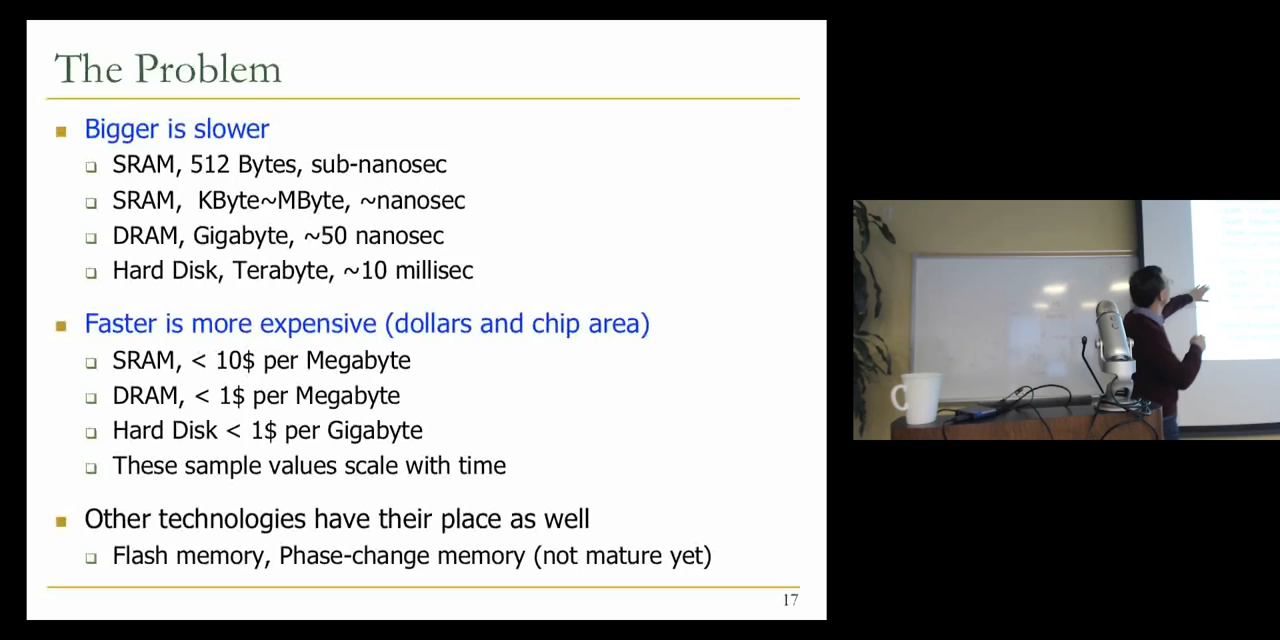 The Problem
Bigger is slower
SRAM, 512 Bytes, sub-nanosec
SRAM, KByte~MByte, ~nanosec
DRAM, Gigabyte, ~50 nanosec
Hard Disk, Terabyte, ~10 millisec
Faster is more expensive (dollars and chip area)
SRAM, < 10$ per Megabyte
DRAM, < 1$ per Megabyte
Hard Disk < 1$ per Gigabyte
These sample values scale with time
Other technologies have their place as well
Flash memory, Phase-change memory (not mature yet)
17